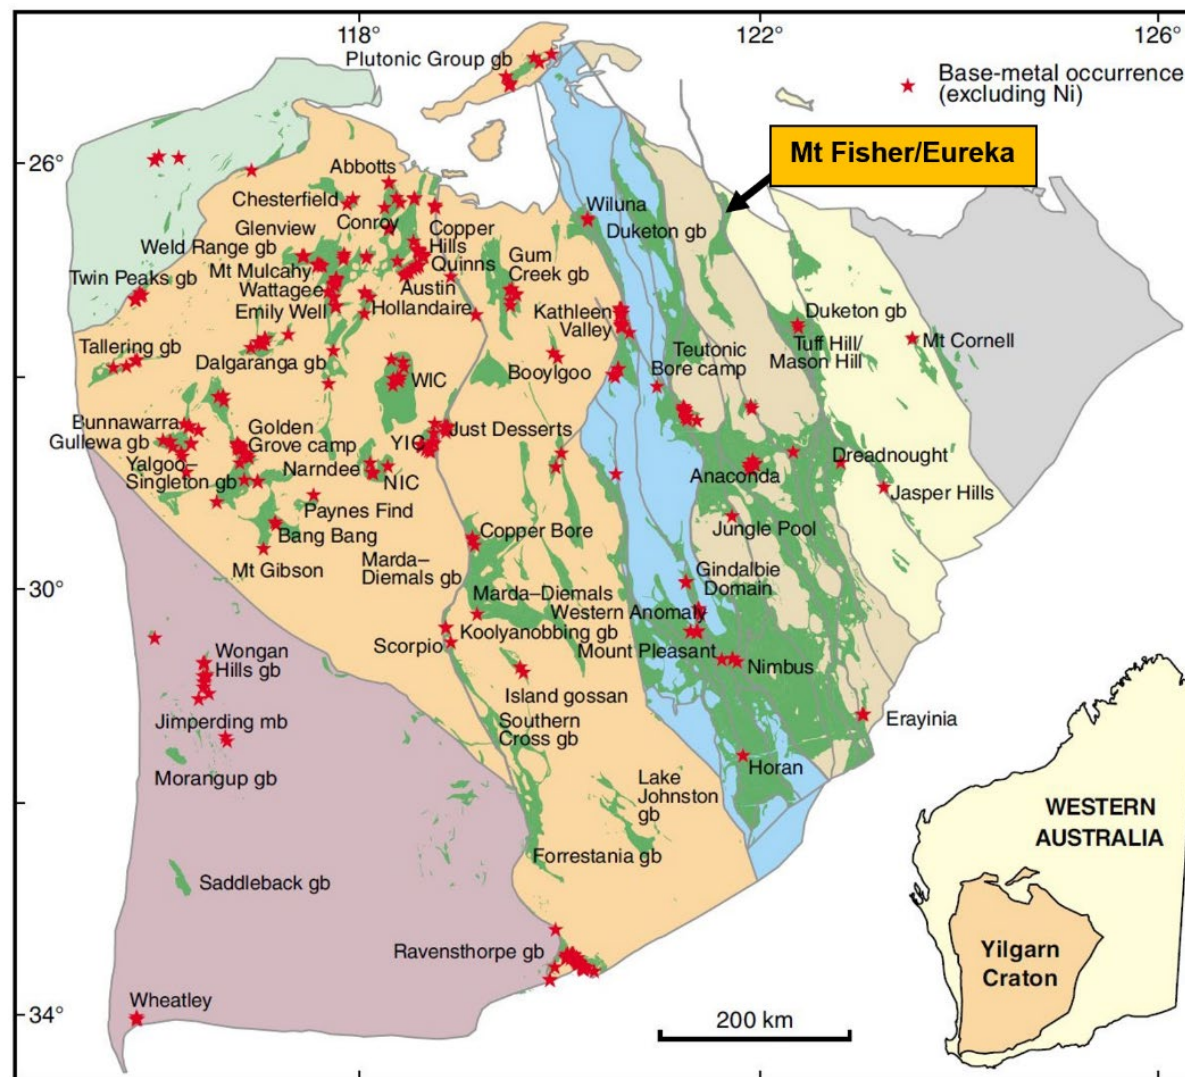 118°
122°
126°
Plutonic Group gb
Base-metal occurrence
(excluding Ni)
Mt Fisher/Eureka
26°
Abbotts
Chesterfield
Conroy
Wiluna
Duketon gb
Glenview
Copper
Hills
Weld Range gb
Quinns
Gum
Creek gb
Mt Mulcahy
Twin Peaks gb
Wattagee
Austin
Hollandaire
Emily Well
Kathleen
Valley
Duketon gb
Tuff Hill/
Mason Hill
Mt Cornell
Tallering gb
Dalgaranga gb
Booylgoo
Teutonic
Bore camp
WIC
Bunnawarra
Gullewa gb
Golden
Grove camp
YIC
Just Desserts
Yalgoo–
Singleton gb
Narndee
NIC
Anaconda
Dreadnought
Jasper Hills
Paynes Find
Bang Bang
Copper Bore
Jungle Pool
Mt Gibson
Marda–
Diemals gb
Gindalbie
Domain
30°
Marda–Diemals
Western Anomaly
Koolyanobbing gb
Scorpio
Mount Pleasant
Nimbus
Wongan
Hills gb
Island gossan
Jimperding mb
Southern
Cross gb
Erayinia
Morangup gb
Horan
Lake
Johnston
gb
WESTERN
AUSTRALIA
Forrestania gb
Saddleback gb
Ravensthorpe gb
Yilgarn
Craton
Wheatley
34°
200 km